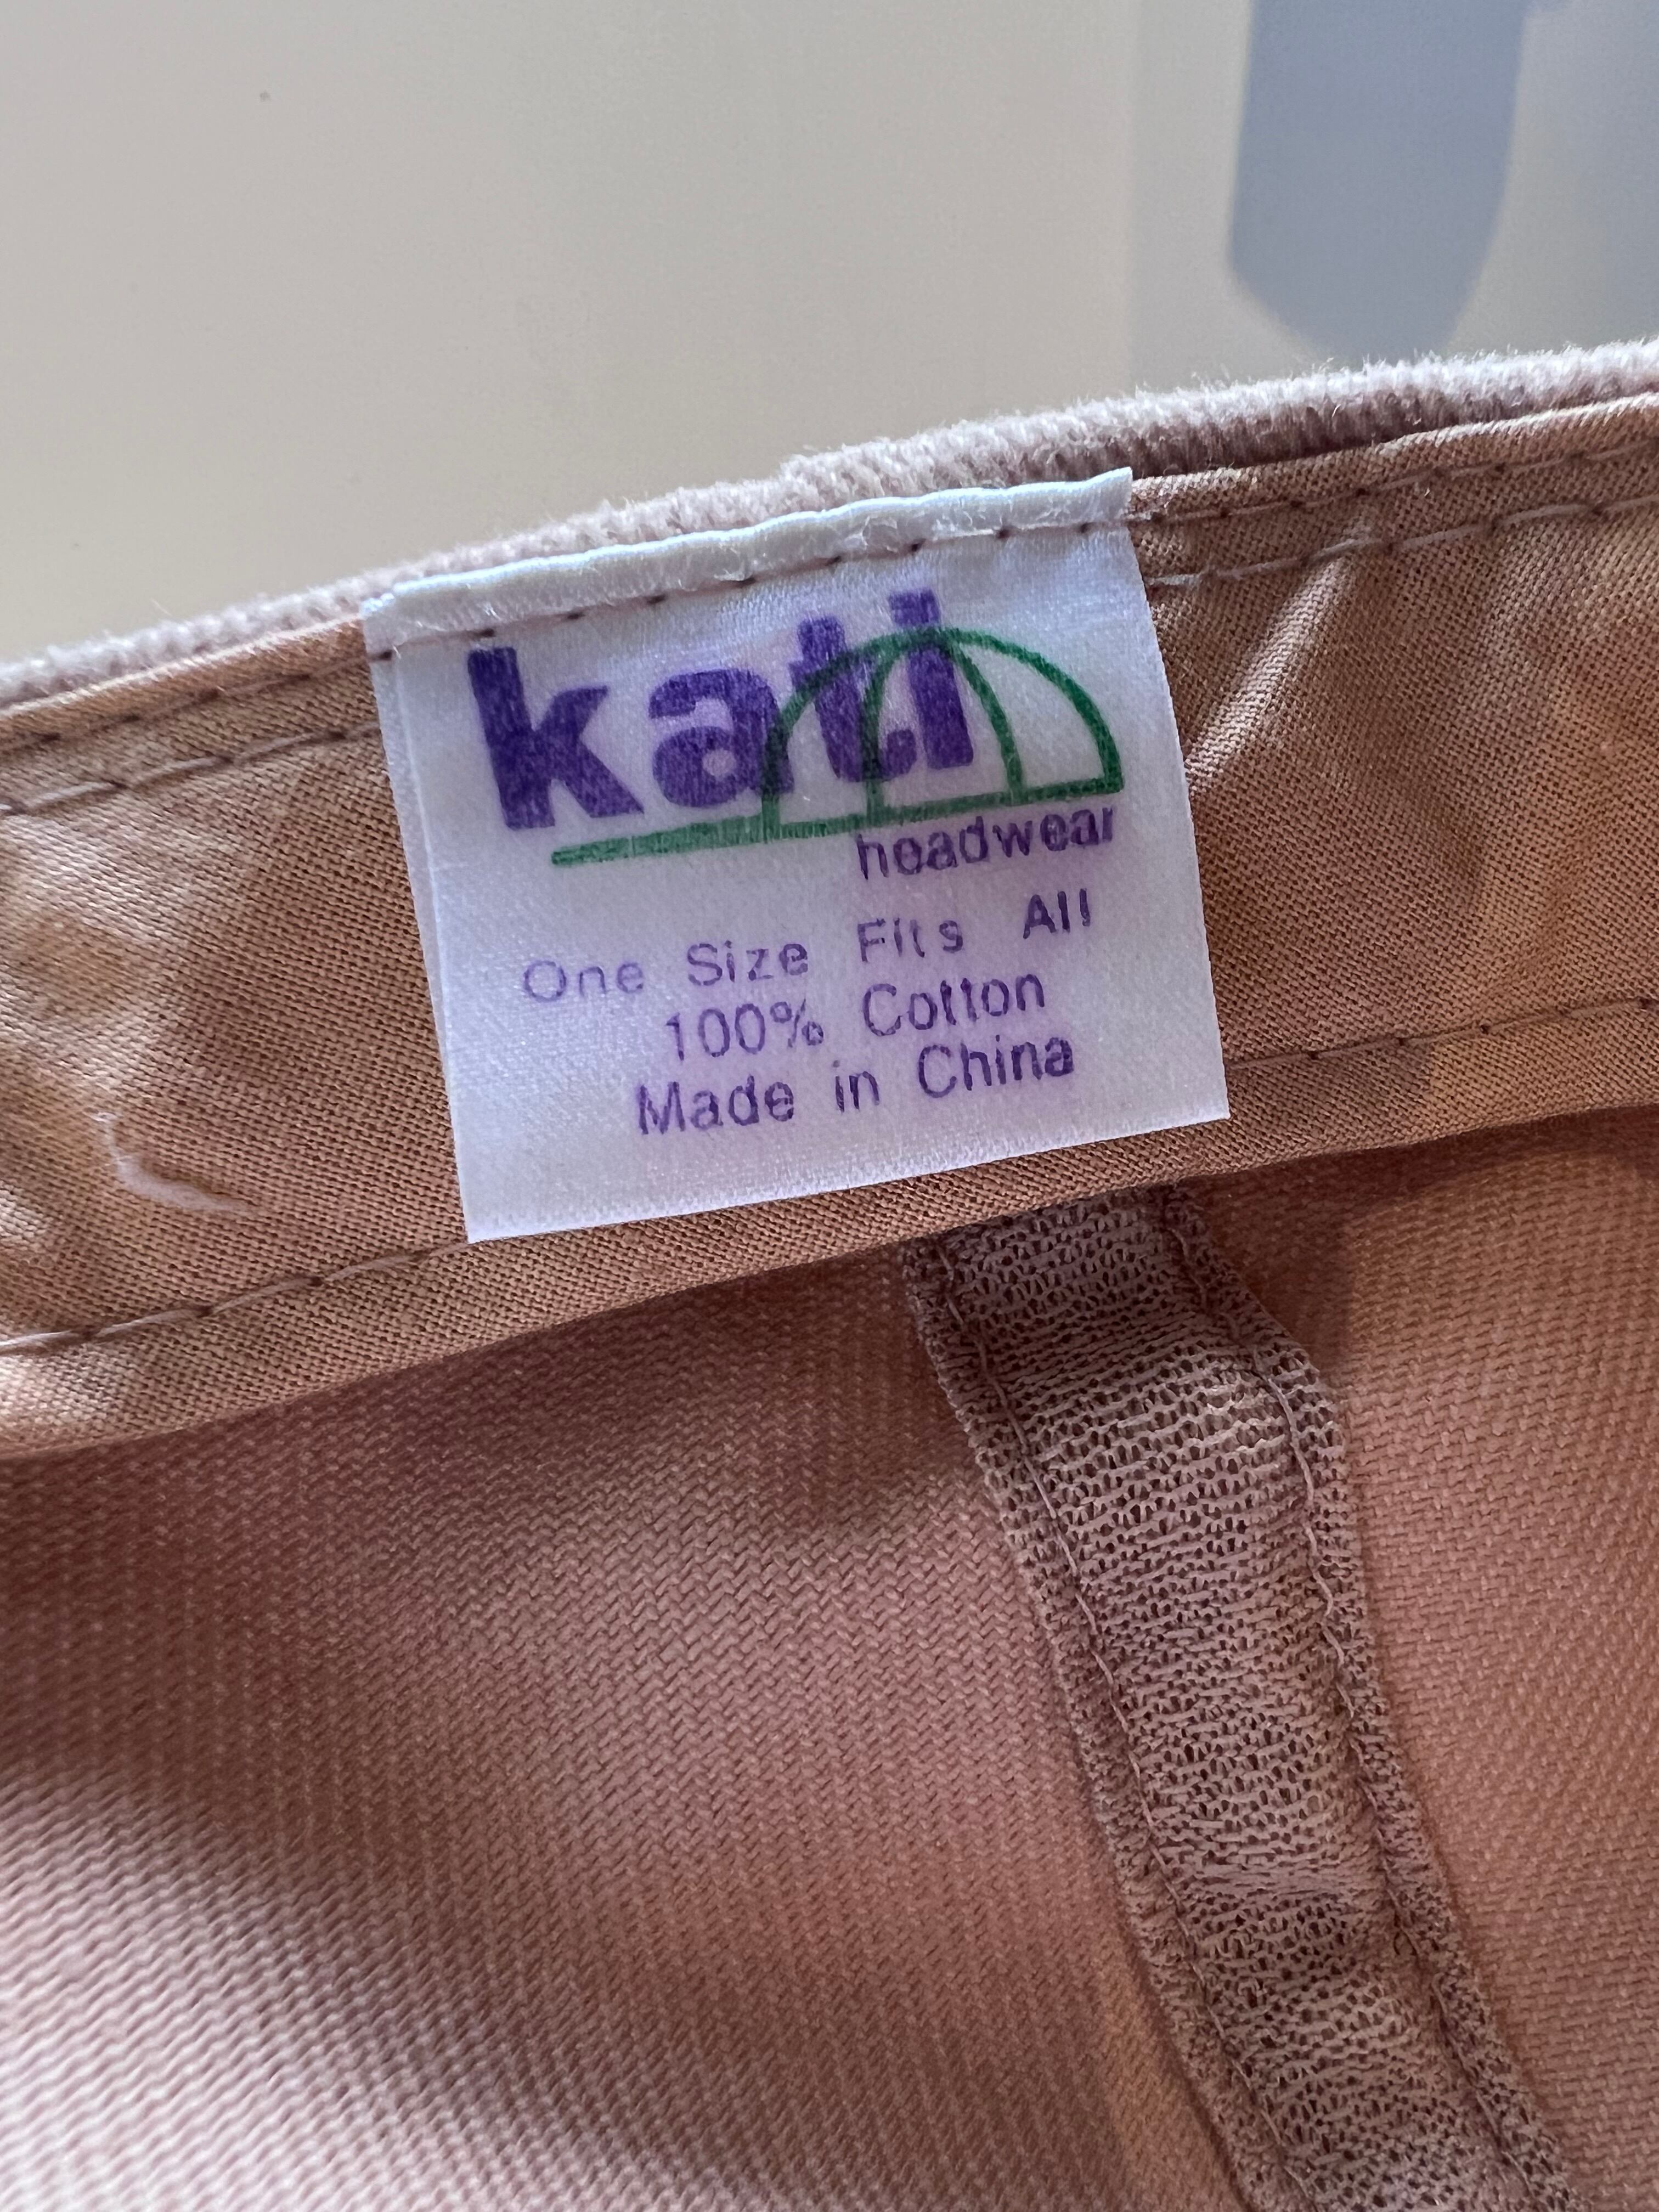 kati
headwear
One Size Fits All
100% Cotton
Made in China